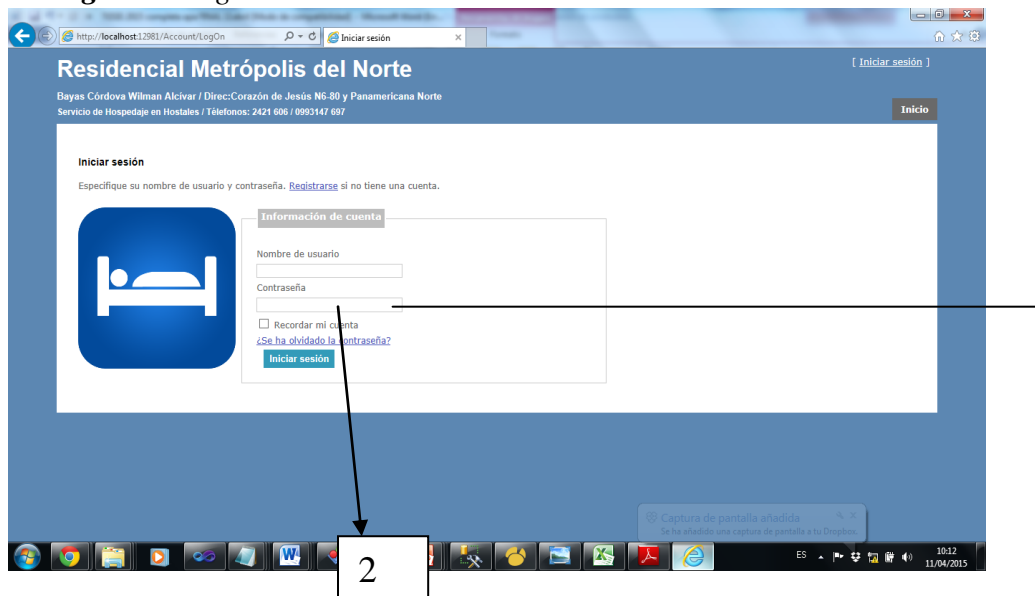 http://localhost:12981/Account/LogOn
Iniciar sesión
Residencial Metrópolis del Norte
[ Iniciar sesión ]
Bayas Córdova Wilman Alcívar / Direc:Corazón de Jesús N6-80 y Panamericana Norte
Servicio de Hospedaje en Hostales / Télefonos: 2421 606 / 0993147 697
Inicio
Iniciar sesión
Especifique su nombre de usuario y contraseña. Registrarse si no tiene una cuenta.
Información de cuenta
Nombre de usuario
Contraseña
Recordar mi cuenta
¿Se ha olvidado la contraseña?
Iniciar sesión
Captura de pantalla añadida
Se ha añadido una captura de pantalla a tu Dropbox.
ES
10:12
11/04/2015
2